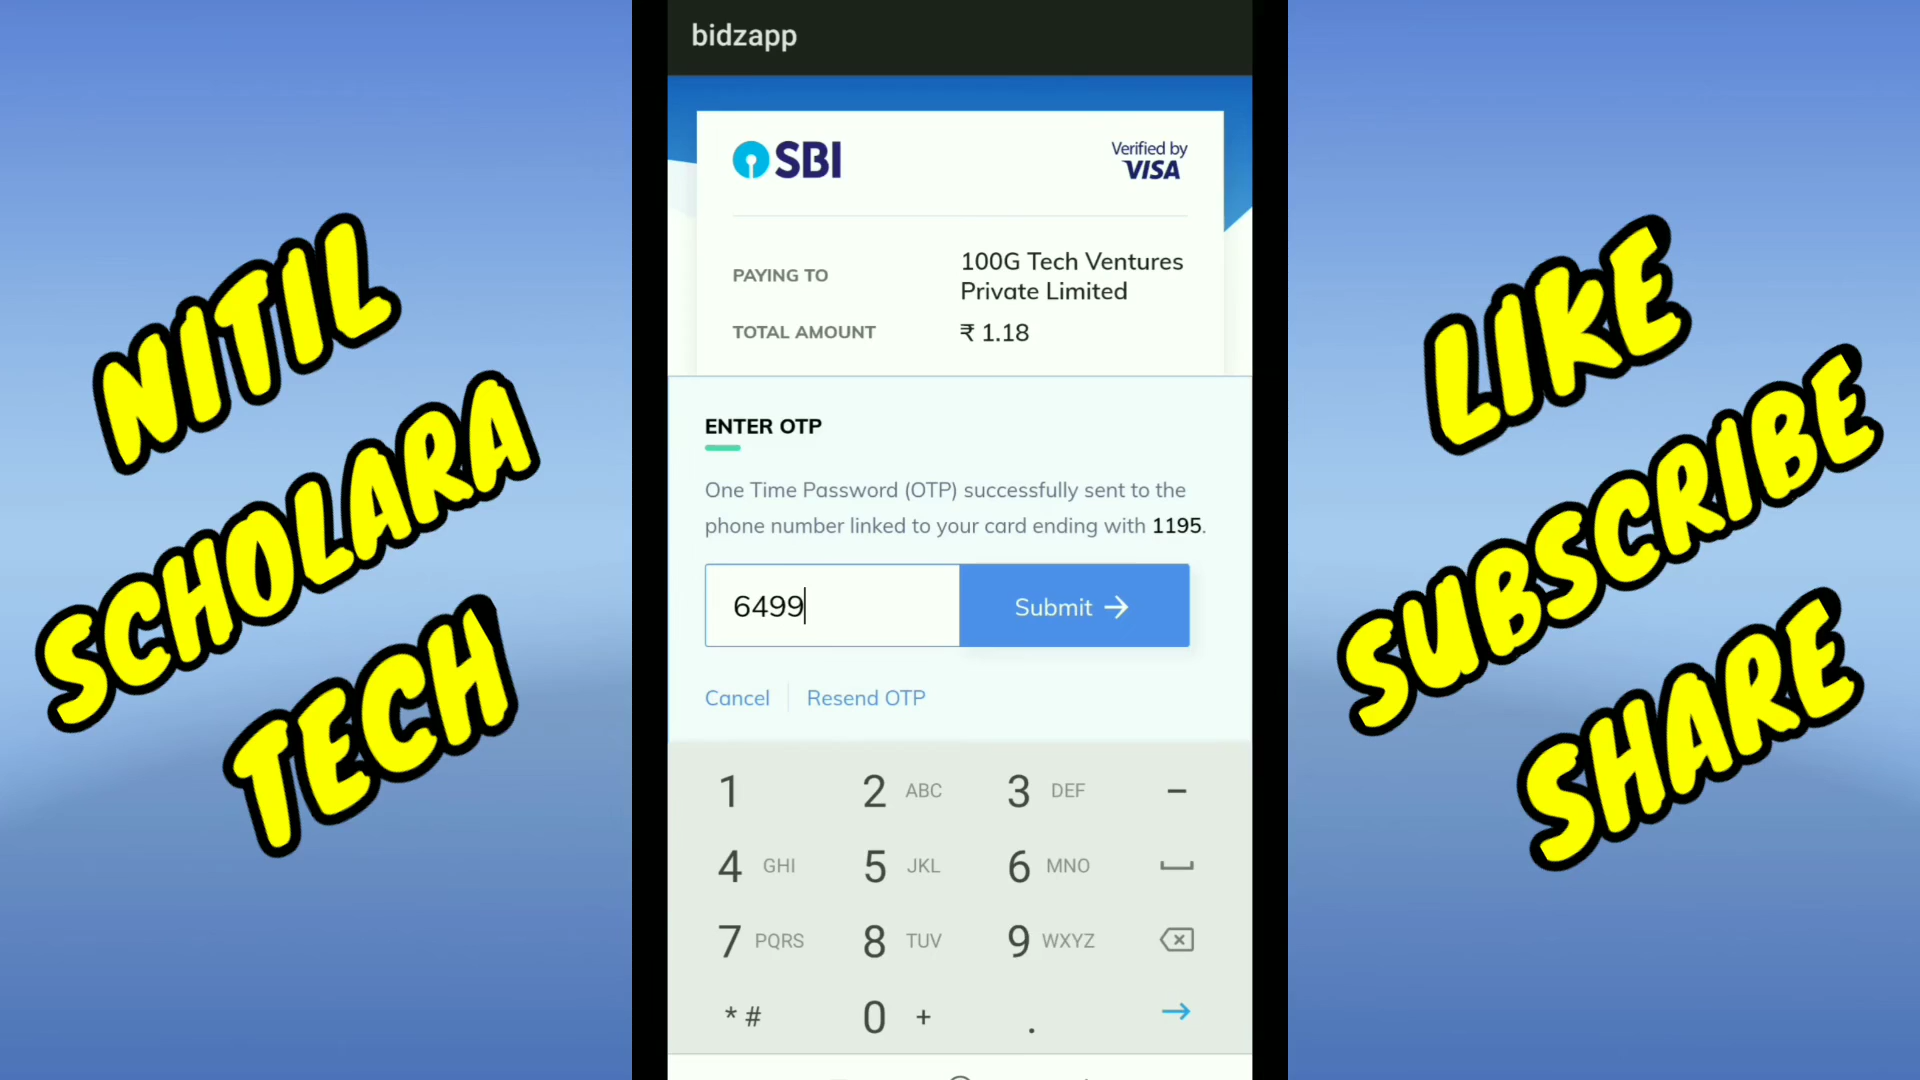 bidzapp
SBI
Verified by
VISA
PAYING TO
100G Tech Ventures
Private Limited
TOTAL AMOUNT
₹ 1.18
ENTER OTP
One Time Password (OTP) successfully sent to the
phone number linked to your card ending with 1195.
6499
Submit →
Cancel
Resend OTP
1
2 ABC
3 DEF
–
4 GHI
5 JKL
6 MNO
7 PQRS
8 TUV
9 WXYZ
* #
0 +
.
NITIL
SCHOLARA
TECH
LIKE
SUBSCRIBE
SHARE